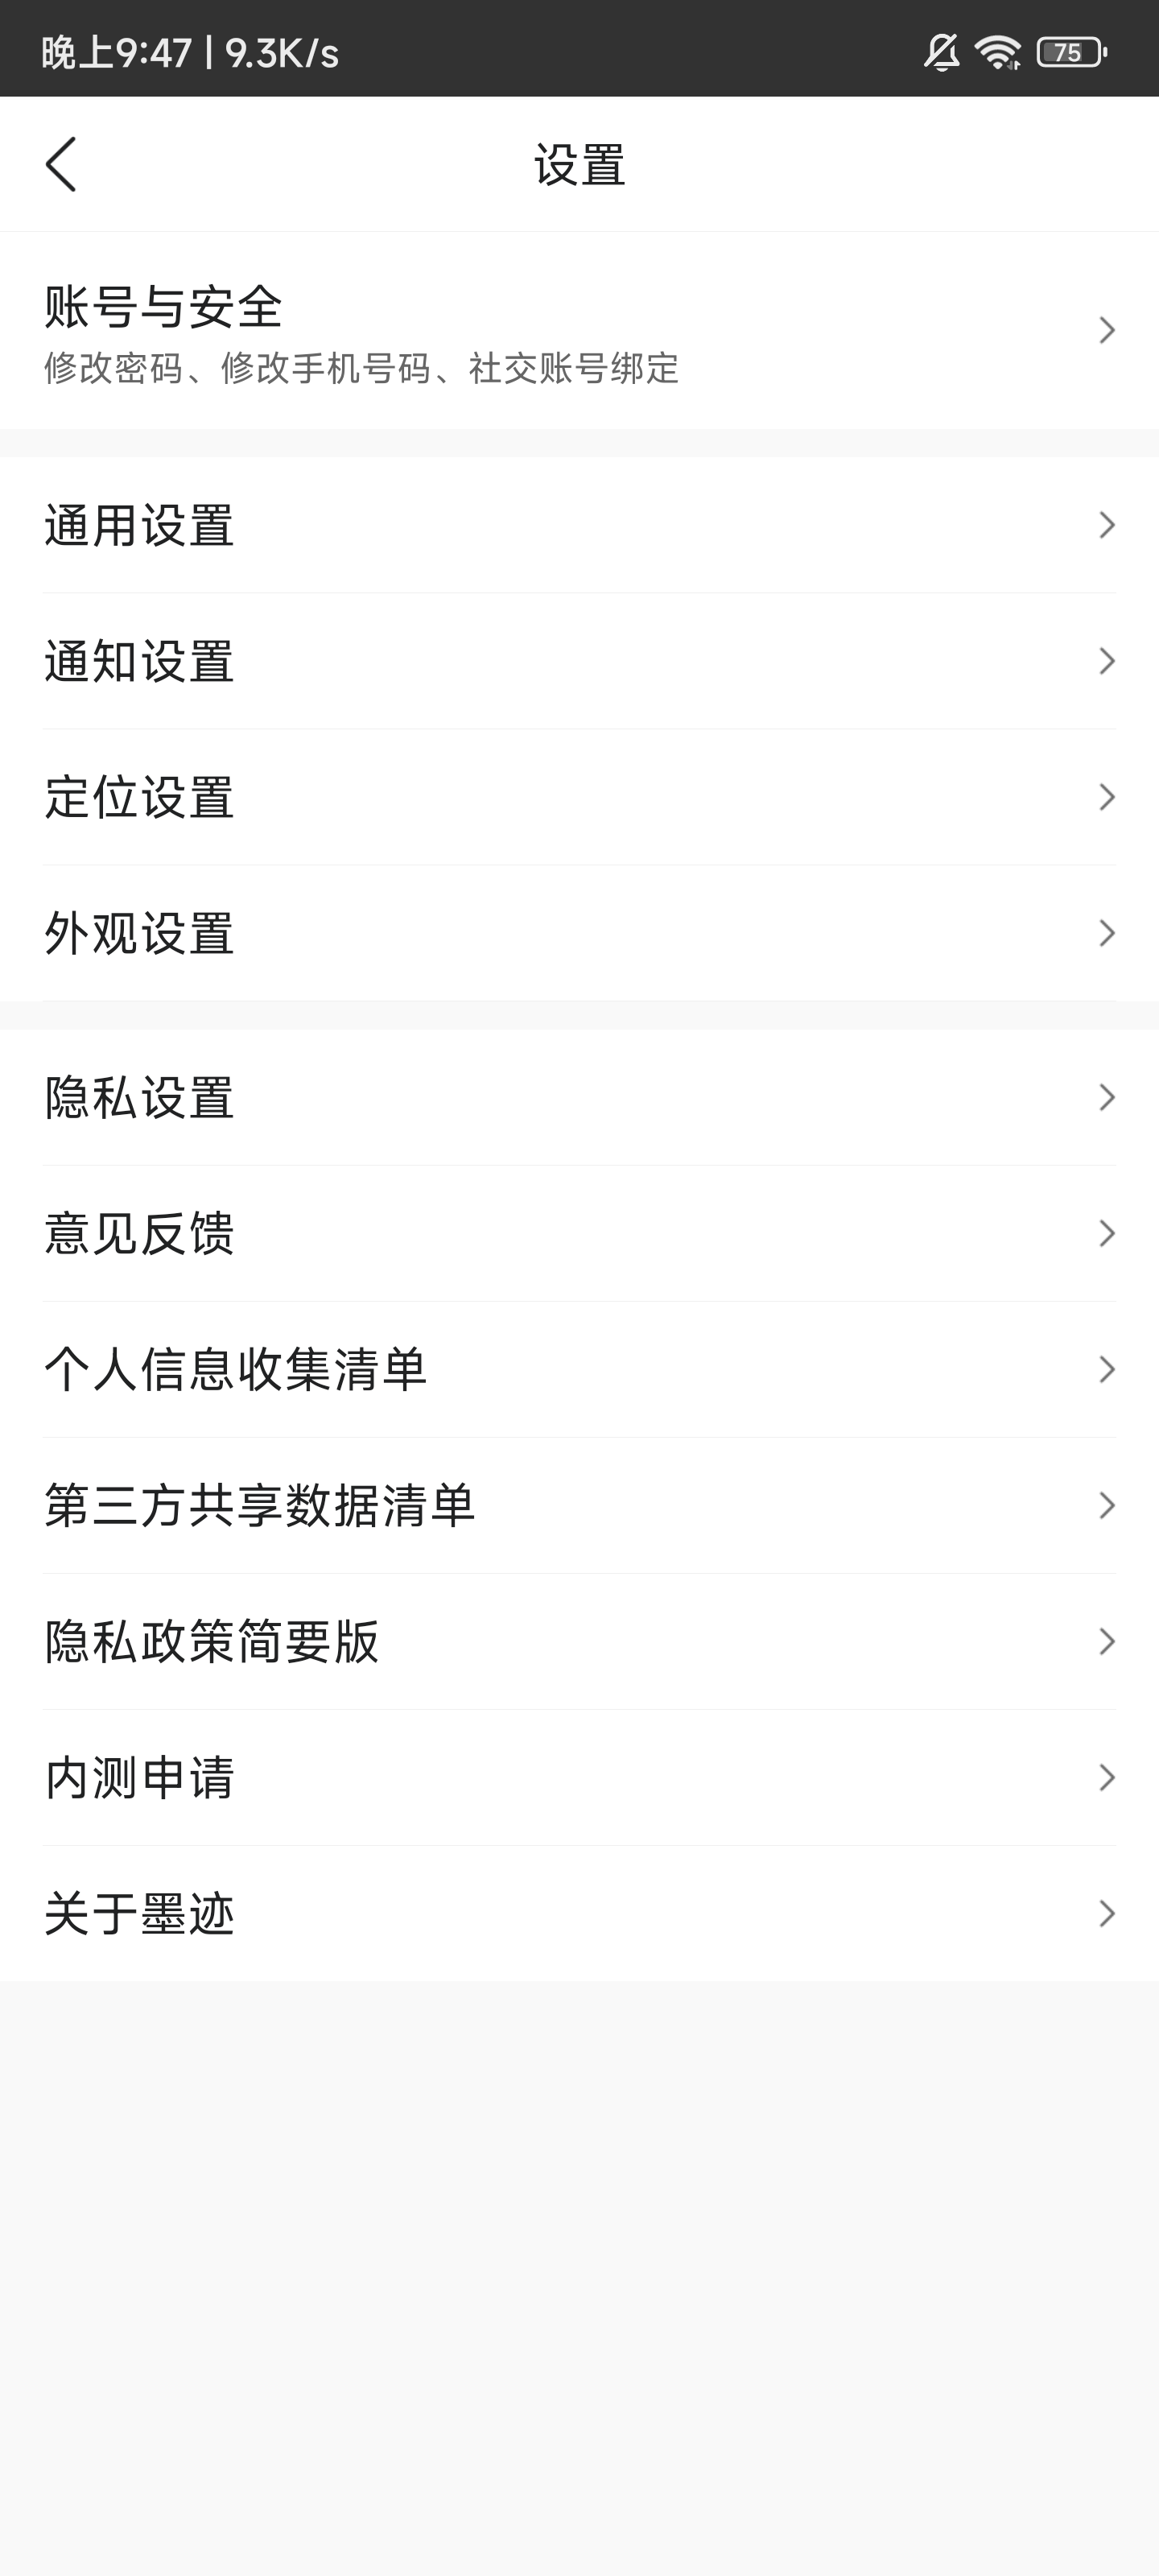 晚上9:47 | 9.3K/s
75
设置
账号与安全
修改密码、修改手机号码、社交账号绑定
通用设置
通知设置
定位设置
外观设置
隐私设置
意见反馈
个人信息收集清单
第三方共享数据清单
隐私政策简要版
内测申请
关于墨迹